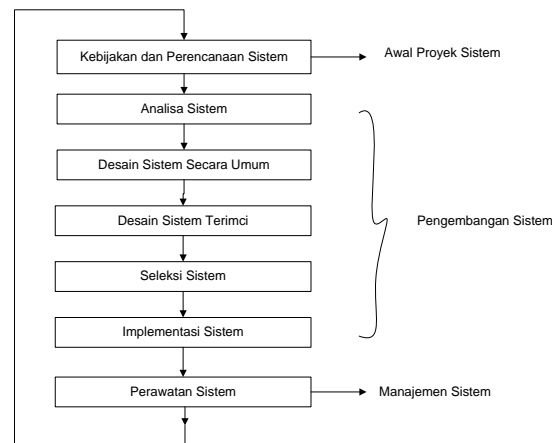 Kebijakan dan Perencanaan Sistem
Awal Proyek Sistem
Analisa Sistem
Desain Sistem Secara Umum
Desain Sistem Terimci
Pengembangan Sistem
Seleksi Sistem
Implementasi Sistem
Perawatan Sistem
Manajemen Sistem